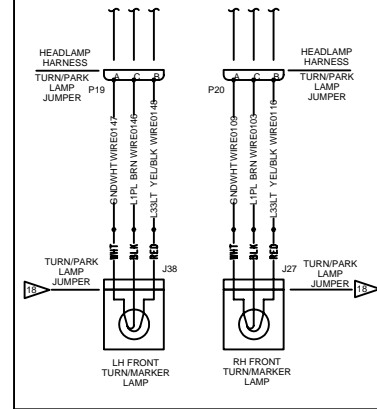 HEADLAMP
HARNESS
TURN/PARK
LAMP
JUMPER
A C B
P19
GNDWHT WIRE0147
L1PL BRN WIRE0146
L33LT YEL/BLK WIRE0148
WHT
BLK
RED
J38
TURN/PARK
LAMP
JUMPER
18
LH FRONT
TURN/MARKER
LAMP
HEADLAMP
HARNESS
TURN/PARK
LAMP
JUMPER
A C B
P20
GNDWHT WIRE0109
L1PL BRN WIRE0103
L33LT YEL/BLK WIRE0116
WHT
BLK
RED
J27
TURN/PARK
LAMP
JUMPER
18
RH FRONT
TURN/MARKER
LAMP